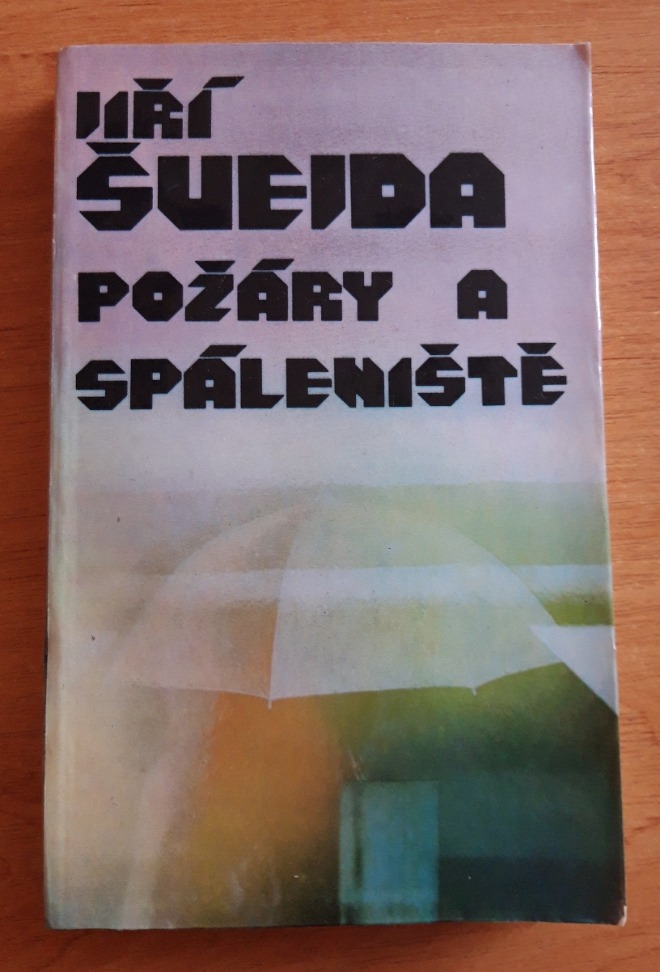 JIŘÍ
ŠVEJDA
POŽÁRY A
SPÁLENIŠTĚ